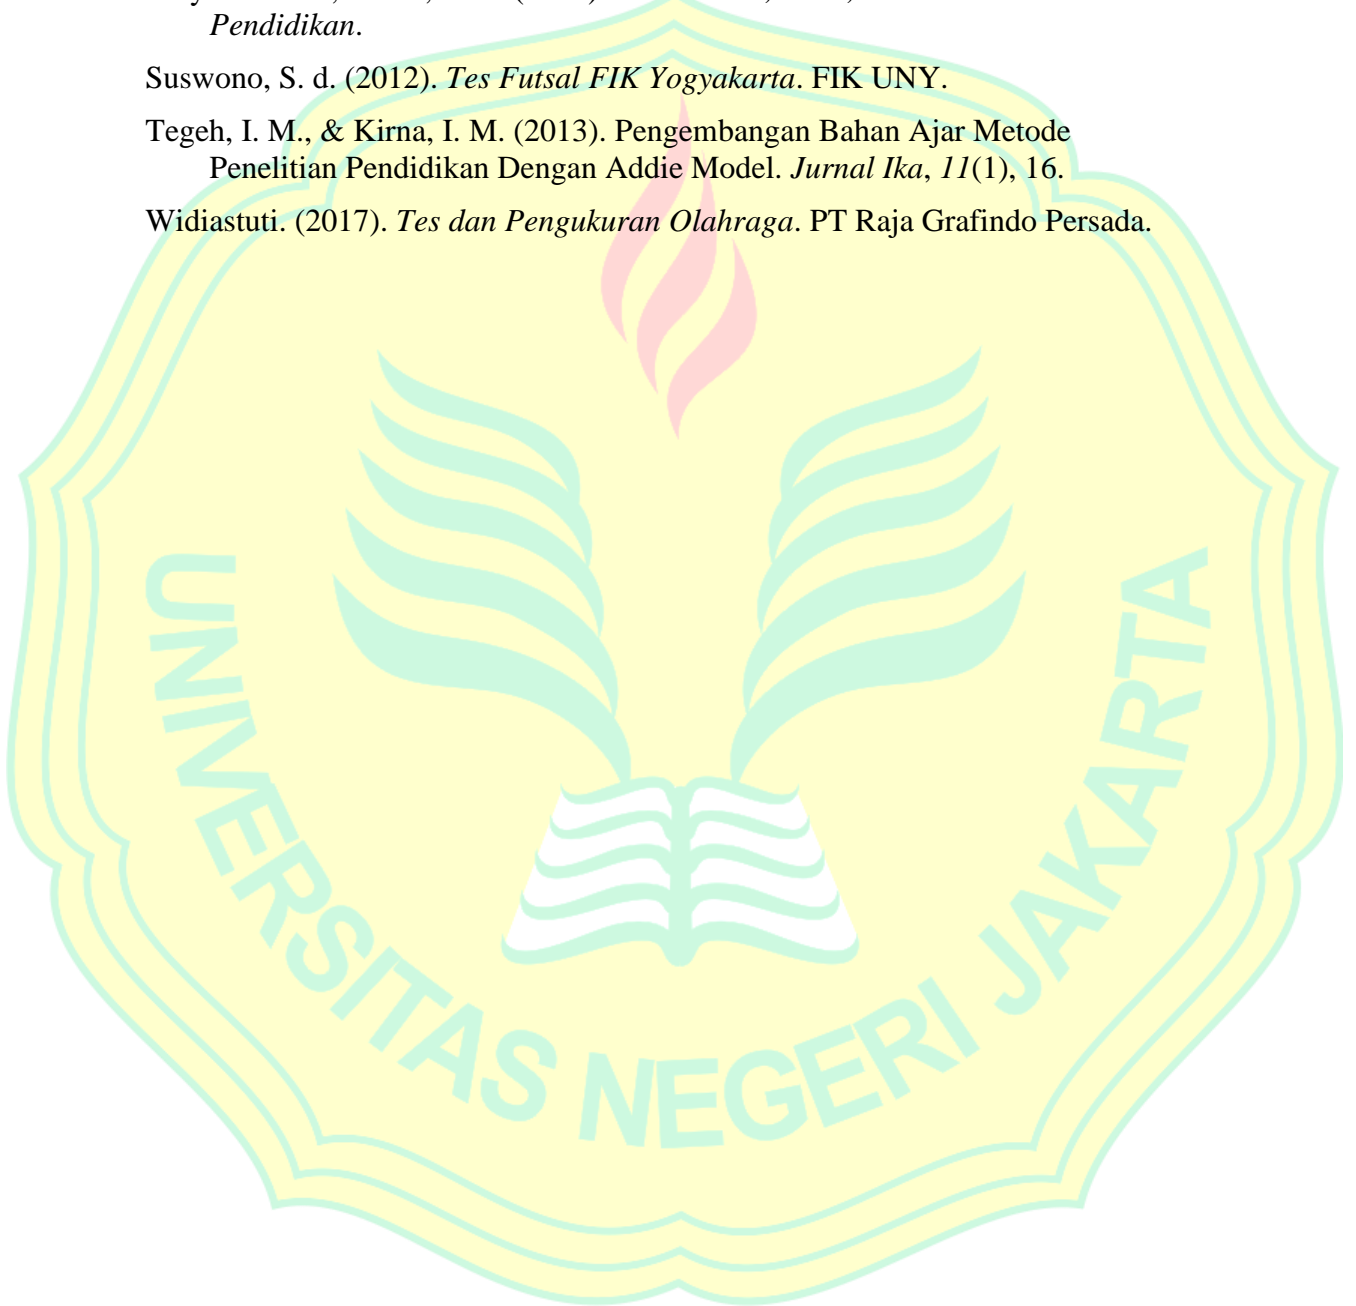 Pendidikan.
Suswono, S. d. (2012). Tes Futsal FIK Yogyakarta. FIK UNY.
Tegeh, I. M., & Kirna, I. M. (2013). Pengembangan Bahan Ajar Metode
Penelitian Pendidikan Dengan Addie Model. Jurnal Ika, 11(1), 16.
Widiastuti. (2017). Tes dan Pengukuran Olahraga. PT Raja Grafindo Persada.
UNIVERSITAS NEGERI JAKARTA